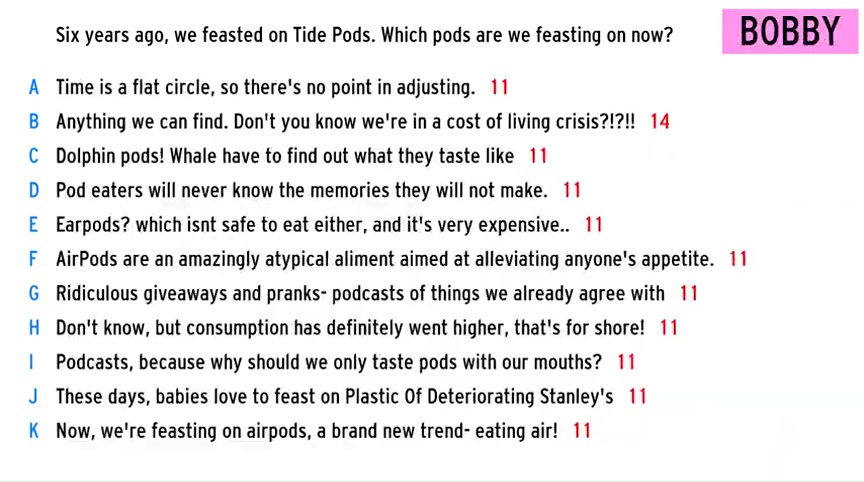 Six years ago, we feasted on Tide Pods. Which pods are we feasting on now?
BOBBY
A Time is a flat circle, so there's no point in adjusting. 11
B Anything we can find. Don't you know we're in a cost of living crisis?!?!! 14
C Dolphin pods! Whale have to find out what they taste like 11
D Pod eaters will never know the memories they will not make. 11
E Earpods? which isnt safe to eat either, and it's very expensive.. 11
F AirPods are an amazingly atypical aliment aimed at alleviating anyone's appetite. 11
G Ridiculous giveaways and pranks- podcasts of things we already agree with 11
H Don't know, but consumption has definitely went higher, that's for shore! 11
I Podcasts, because why should we only taste pods with our mouths? 11
J These days, babies love to feast on Plastic Of Deteriorating Stanley's 11
K Now, we're feasting on airpods, a brand new trend- eating air! 11